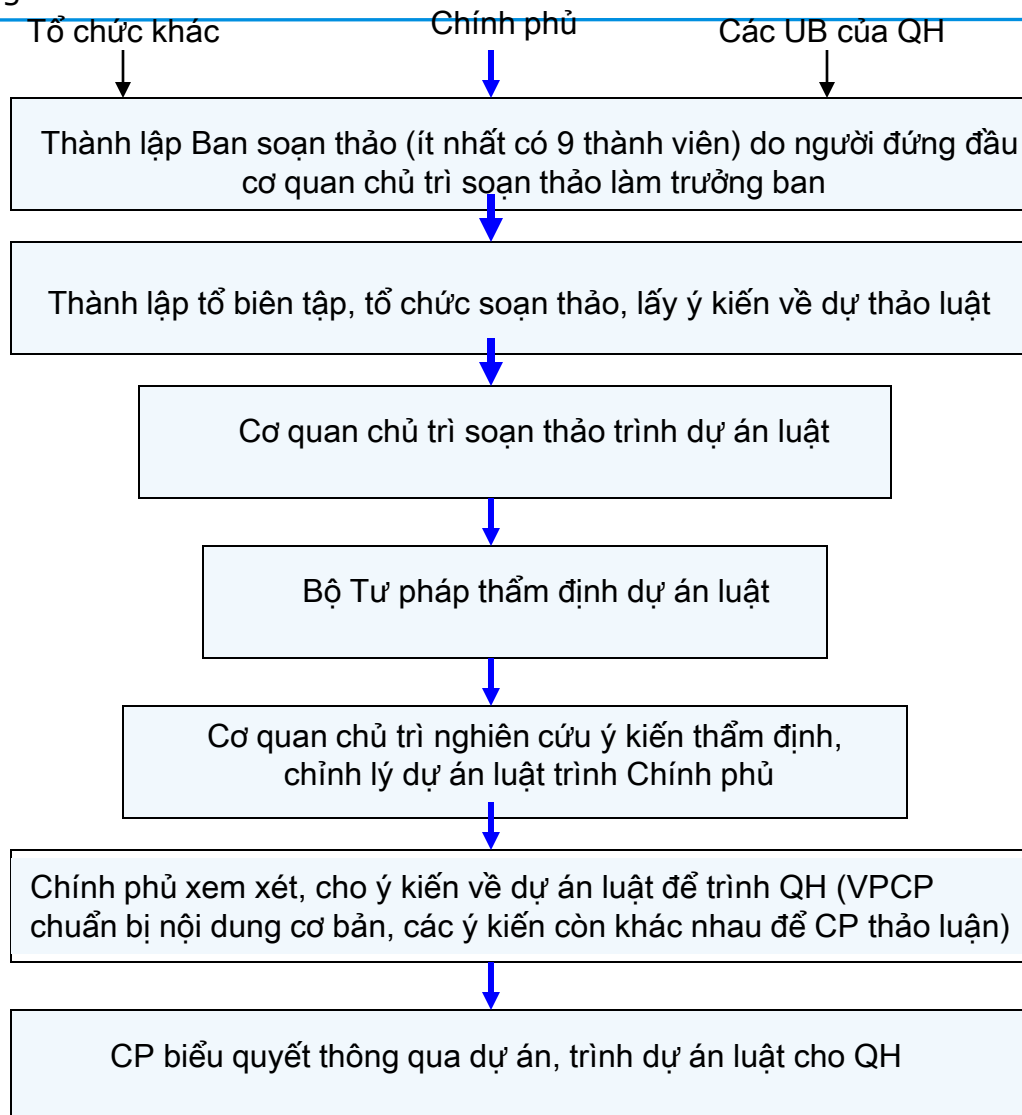 Tổ chức khác
Chính phủ
Các UB của QH
Thành lập Ban soạn thảo (ít nhất có 9 thành viên) do người đứng đầu
cơ quan chủ trì soạn thảo làm trưởng ban
Thành lập tổ biên tập, tổ chức soạn thảo, lấy ý kiến về dự thảo luật
Cơ quan chủ trì soạn thảo trình dự án luật
Bộ Tư pháp thẩm định dự án luật
Cơ quan chủ trì nghiên cứu ý kiến thẩm định,
chỉnh lý dự án luật trình Chính phủ
Chính phủ xem xét, cho ý kiến về dự án luật để trình QH (VPCP
chuẩn bị nội dung cơ bản, các ý kiến còn khác nhau để CP thảo luận)
CP biểu quyết thông qua dự án, trình dự án luật cho QH